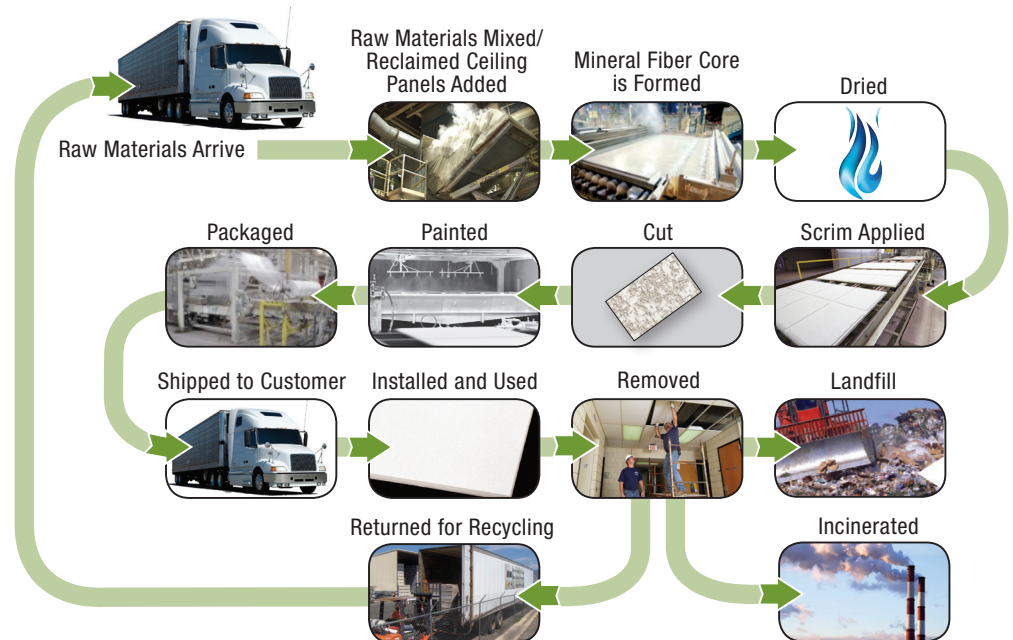 Raw Materials Arrive
Raw Materials Mixed/
Reclaimed Ceiling
Panels Added
Mineral Fiber Core
is Formed
Dried
Packaged
Painted
Cut
Scrim Applied
Shipped to Customer
Installed and Used
Removed
Landfill
Returned for Recycling
Incinerated